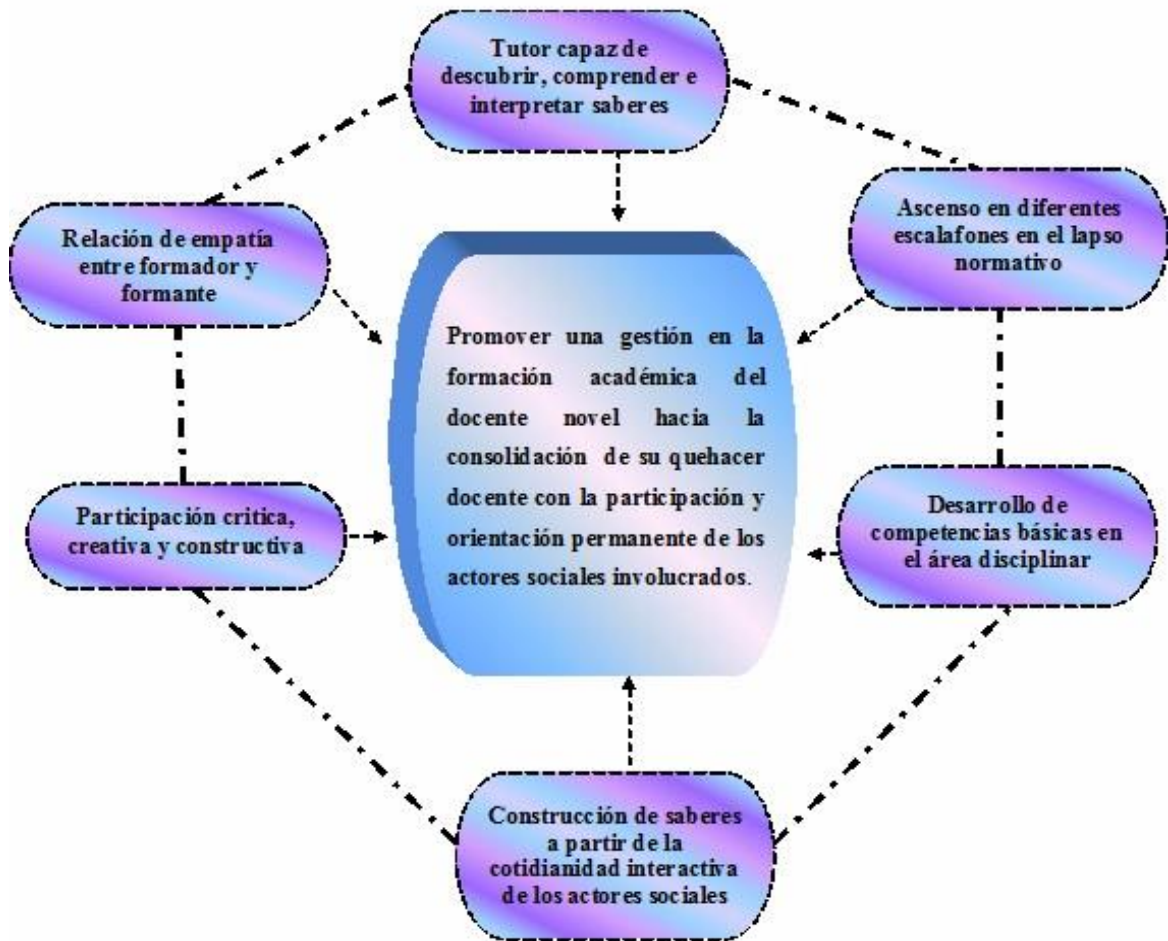 Tutor capaz de
descubrir, comprender e
interpretar saberes
Relación de empatía
entre formador y
formante
Ascenso en diferentes
escalafones en el lapso
normativo
Promover una gestión en la
formación académica del
docente novel hacia la
consolidación de su quehacer
docente con la participación y
orientación permanente de los
actores sociales involucrados.
Participación critica,
creativa y constructiva
Desarrollo de
competencias básicas en
el área disciplinar
Construcción de saberes
a partir de la
cotidianidad interactiva
de los actores sociales